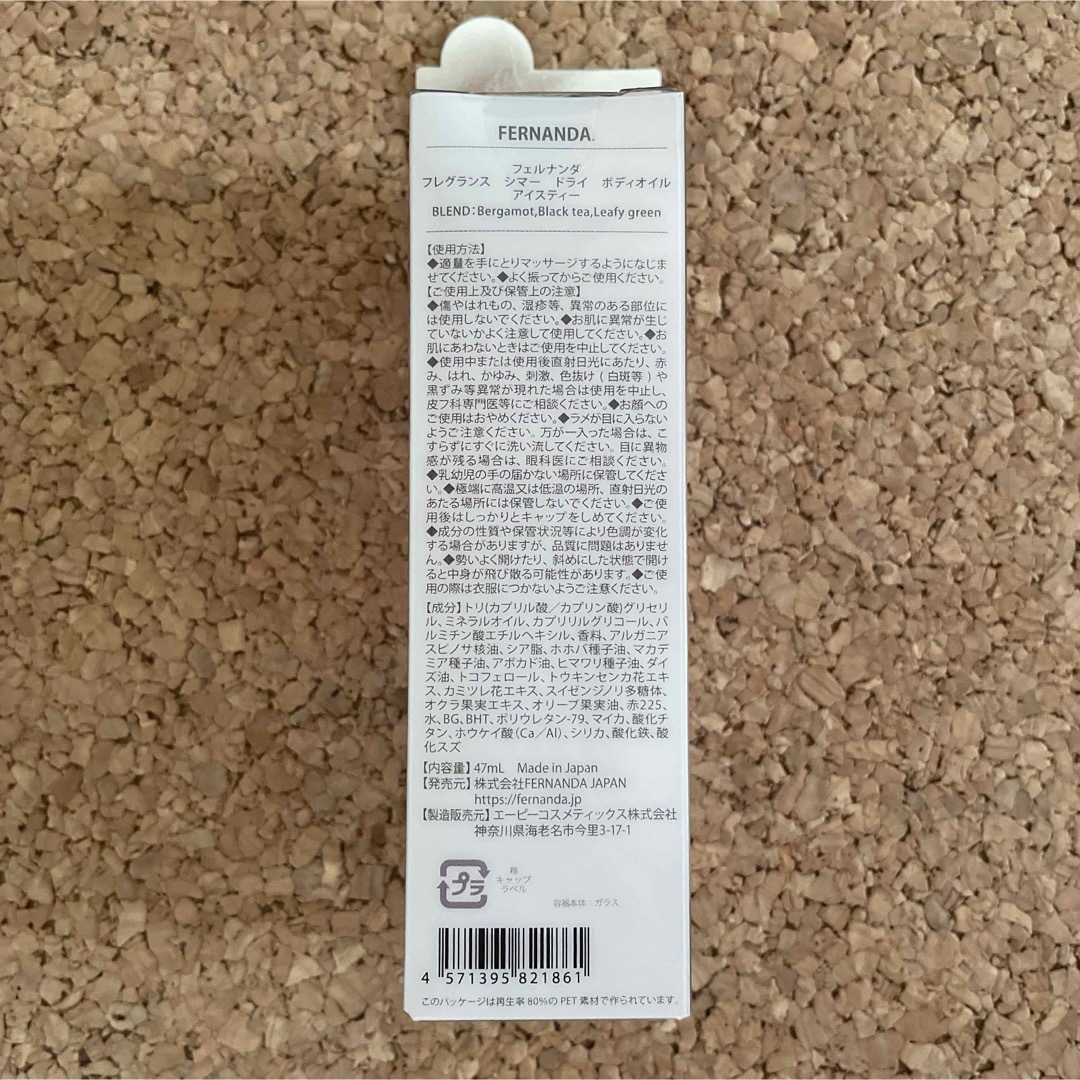 FERNANDA®
フェルナンダ
フレグランス シマー ドライ ボディオイル
アイスティー
BLEND：Bergamot,Black tea,Leafy green
【使用方法】
◆適量を手にとりマッサージするようになじま
せてください。◆よく振ってからご使用ください。
【ご使用上及び保管上の注意】
◆傷やはれもの、湿疹等、異常のある部位に
は使用しないでください。◆お肌に異常が生じ
ていないかよく注意して使用してください。◆お
肌にあわないときはご使用を中止してください。
◆使用中または使用後直射日光にあたり、赤
み、はれ、かゆみ、刺激、色抜け(白斑等)や
黒ずみ等異常が現れた場合は使用を中止し、
皮フ科専門医等にご相談ください。◆お顔への
ご使用はおやめください。◆ラメが目に入らない
ようご注意ください。万が一入った場合は、こ
すらずにすぐに洗い流してください。目に異物
感が残る場合は、眼科医にご相談ください。
◆乳幼児の手の届かない場所に保管してくださ
い。◆極端に高温又は低温の場所、直射日光の
あたる場所には保管しないでください。◆ご使
用後はしっかりとキャップをしめてください。
◆成分の性質や保管状況等により色調が変化
する場合がありますが、品質に問題はありませ
ん。◆勢いよく開けたり、斜めにした状態で開け
ると中身が飛び散る可能性があります。◆ご使
用の際は衣服につかないようご注意ください。
【成分】トリ(カプリル酸／カプリン酸)グリセリ
ル、ミネラルオイル、カプリリルグリコール、パ
ルミチン酸エチルヘキシル、香料、アルガニア
スピノサ核油、シア脂、ホホバ種子油、マカデ
ミア種子油、アボカド油、ヒマワリ種子油、ダイ
ズ油、トコフェロール、トウキンセンカ花エキ
ス、カミツレ花エキス、スイゼンジノリ多糖体、
オクラ果実エキス、オリーブ果実油、赤225、
水、BG、BHT、ポリウレタン-79、マイカ、酸化チ
タン、ホウケイ酸(Ca／Al)、シリカ、酸化鉄、酸
化スズ
【内容量】47mL Made in Japan
【発売元】株式会社FERNANDA JAPAN
https://fernanda.jp
【製造販売元】エーピーコスメティックス株式会社
神奈川県海老名市今里3-17-1
プラ
箱
キャップ
ラベル
容器本体：ガラス
4 571395 821861
このパッケージは再生率80%のPET素材で作られています。